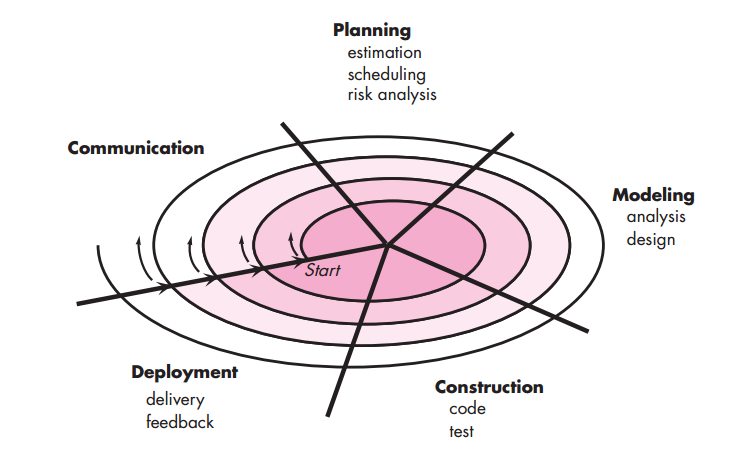 Planning
estimation
scheduling
risk analysis
Communication
Modeling
analysis
design
Start
Deployment
delivery
feedback
Construction
code
test